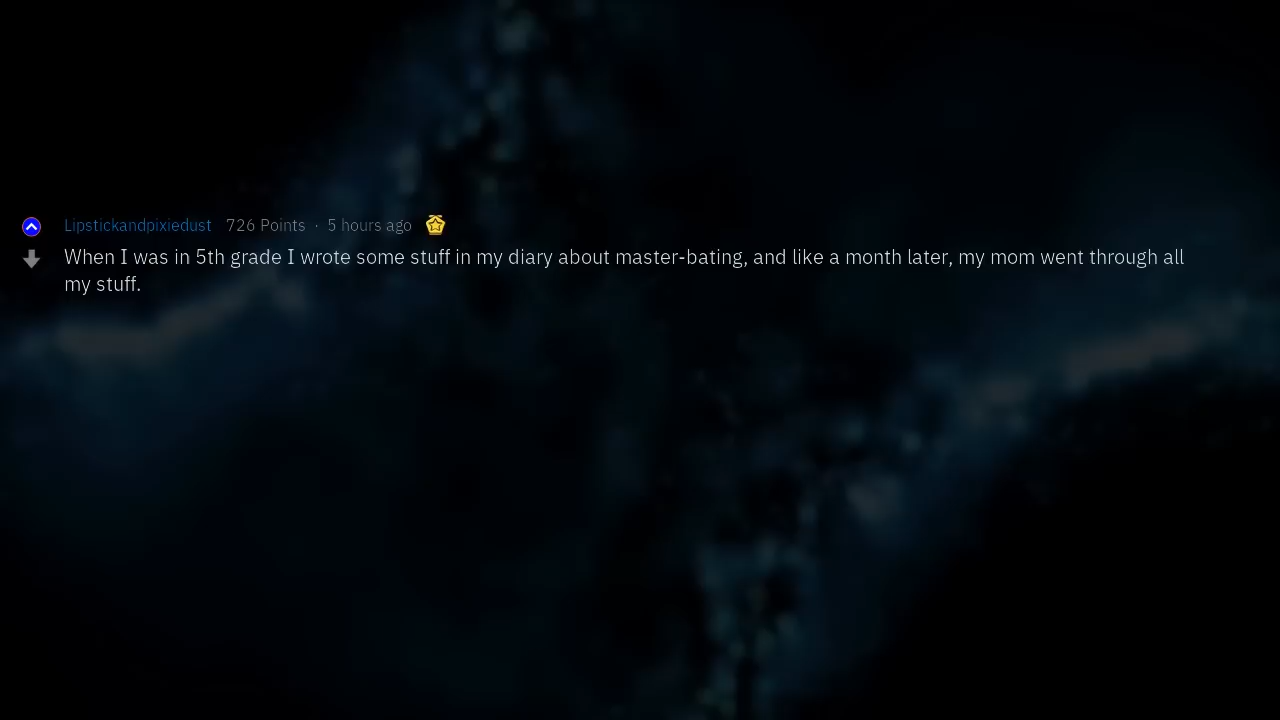 Lipstickandpixiedust 726 Points · 5 hours ago
When I was in 5th grade I wrote some stuff in my diary about master-bating, and like a month later, my mom went through all
my stuff.